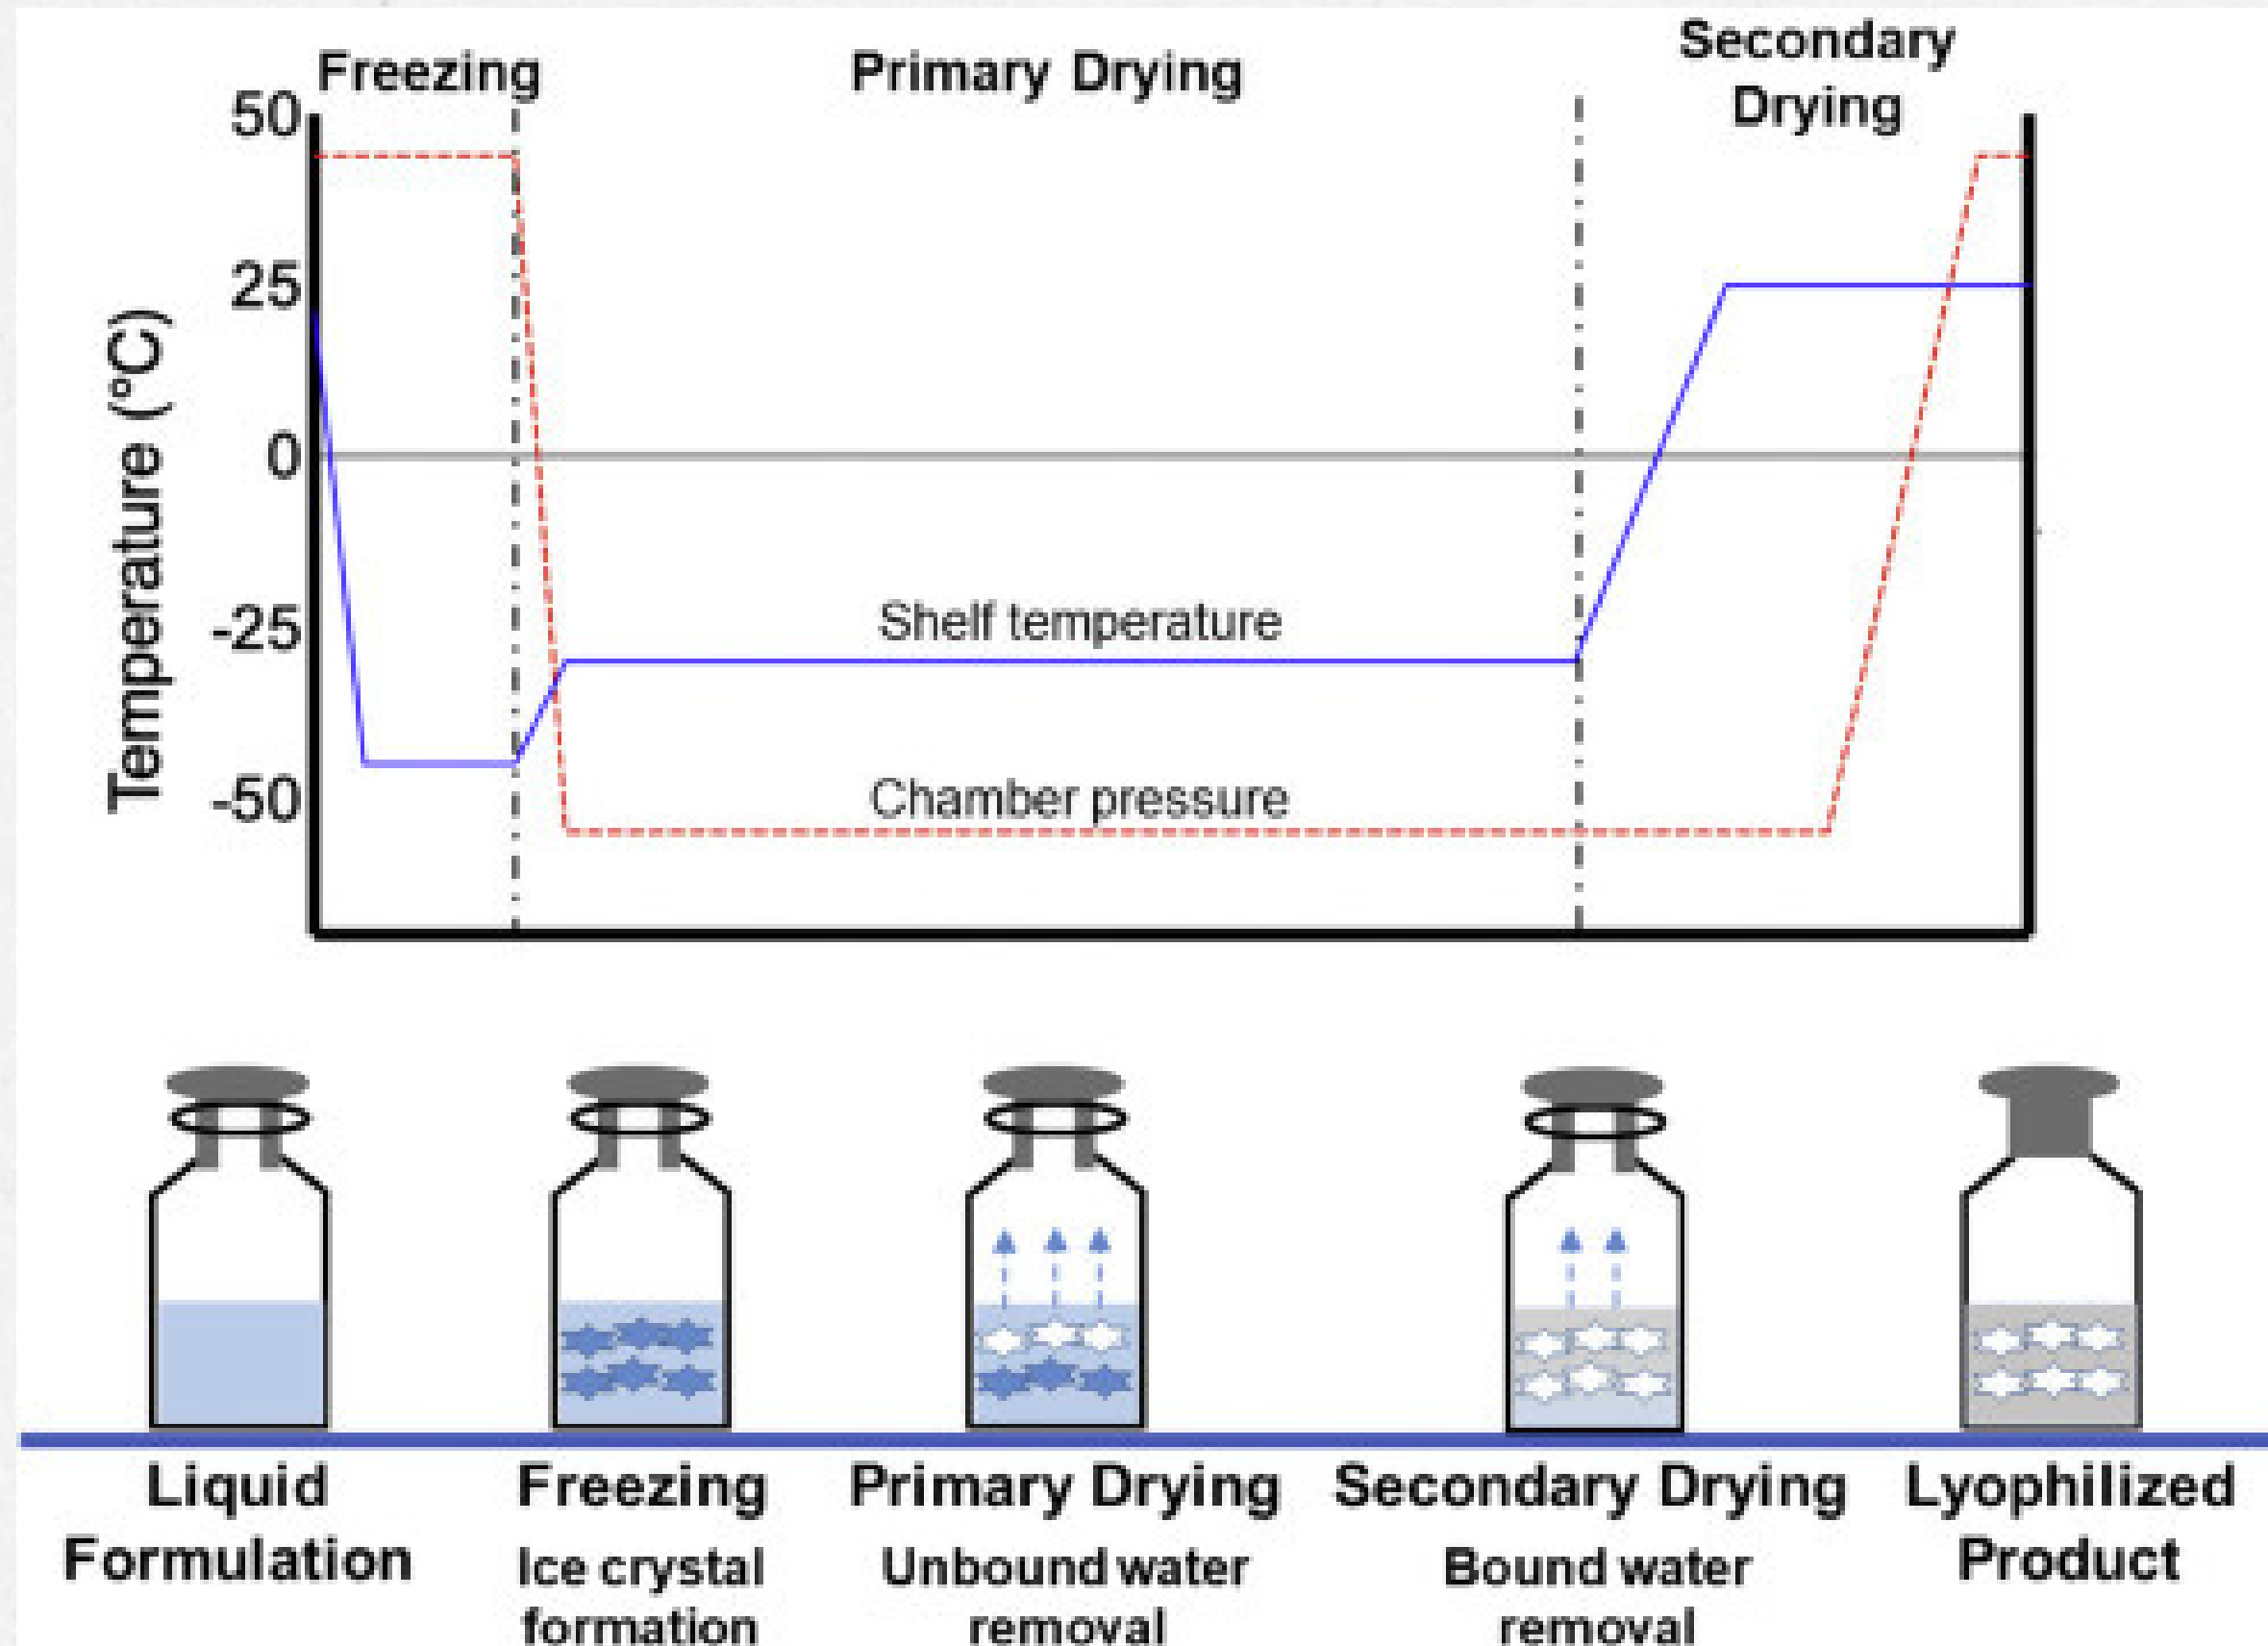 Freezing
Primary Drying
Secondary
Drying
50
25
0
-25
-50
Temperature (°C)
Shelf temperature
Chamber pressure
Liquid
Formulation
Freezing
Ice crystal
formation
Primary Drying
Unbound water
removal
Secondary Drying
Bound water
removal
Lyophilized
Product